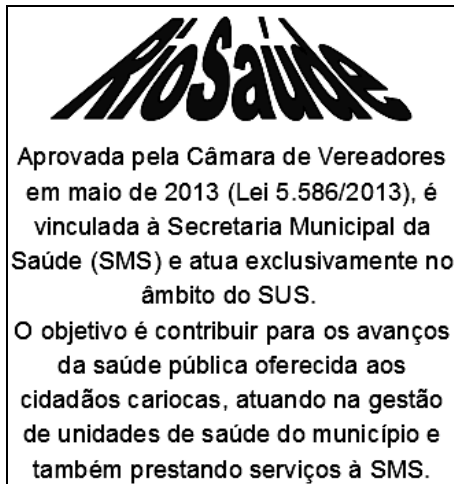 RioSaúde
Aprovada pela Câmara de Vereadores
em maio de 2013 (Lei 5.586/2013), é
vinculada à Secretaria Municipal da
Saúde (SMS) e atua exclusivamente no
âmbito do SUS.
O objetivo é contribuir para os avanços
da saúde pública oferecida aos
cidadãos cariocas, atuando na gestão
de unidades de saúde do município e
também prestando serviços à SMS.